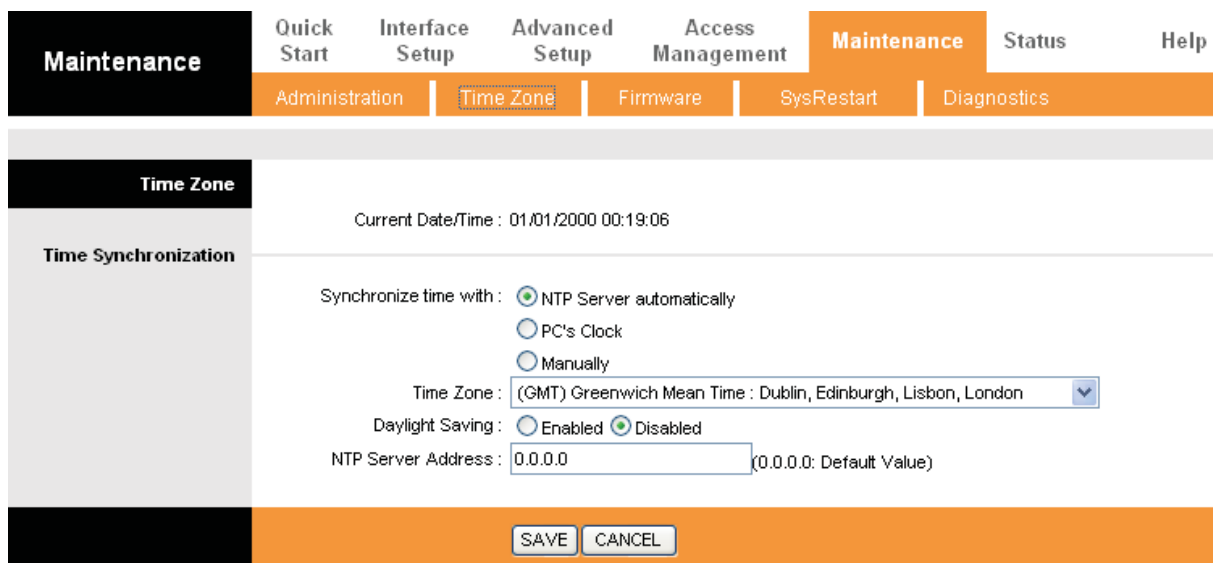 Maintenance
Quick Start
Interface Setup
Advanced Setup
Access Management
Maintenance
Status
Help
Administration
Time Zone
Firmware
SysRestart
Diagnostics
Time Zone
Current Date/Time : 01/01/2000 00:19:06
Time Synchronization
Synchronize time with : NTP Server automatically
PC's Clock
Manually
Time Zone : (GMT) Greenwich Mean Time : Dublin, Edinburgh, Lisbon, London
Daylight Saving : Enabled Disabled
NTP Server Address : 0.0.0.0 (0.0.0.0: Default Value)
SAVE CANCEL